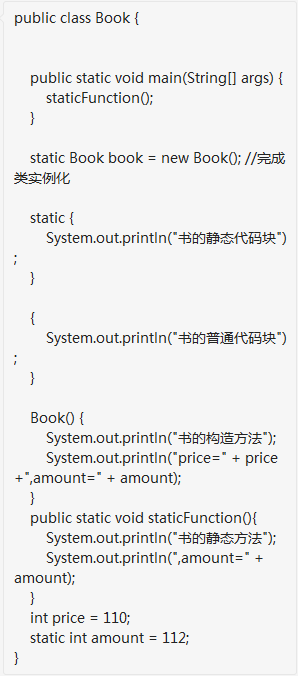 public class Book {
public static void main(String[] args) {
staticFunction();
}
static Book book = new Book(); //完成
类实例化
static {
System.out.println("书的静态代码块")
;
}
{
System.out.println("书的普通代码块")
;
}
Book() {
System.out.println("书的构造方法");
System.out.println("price=" + price
+",amount=" + amount);
}
public static void staticFunction(){
System.out.println("书的静态方法");
System.out.println(",amount=" +
amount);
}
int price = 110;
static int amount = 112;
}